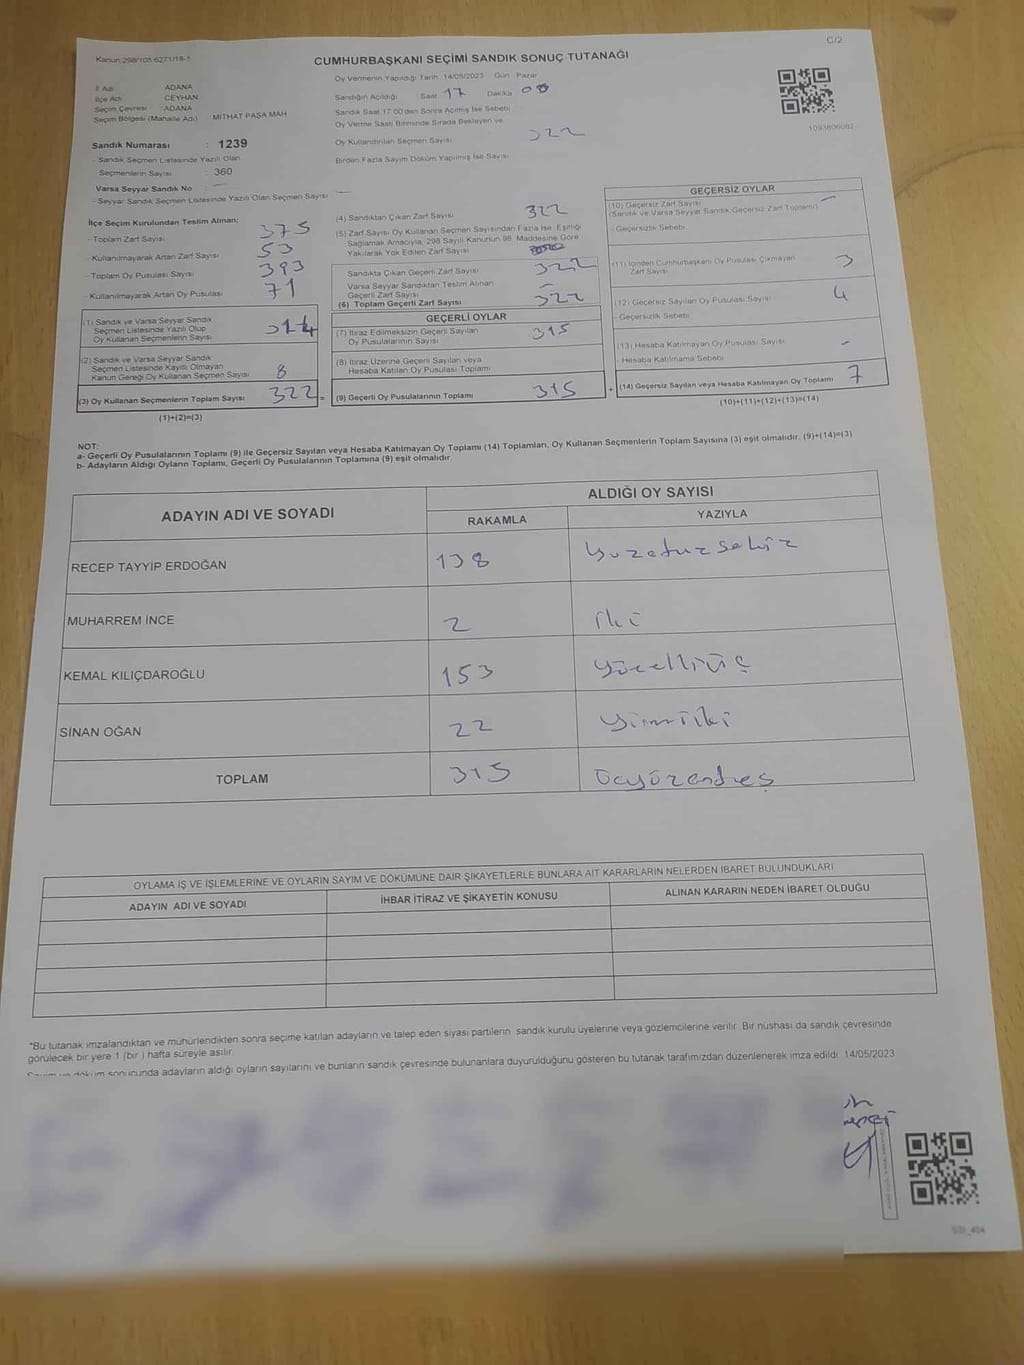 C/2
Kanun:298/105 6271/18-1
CUMHURBAŞKANI SEÇİMİ SANDIK SONUÇ TUTANAĞI
İl Adı ADANA
İlçe Adı CEYHAN
Seçim Çevresi : ADANA
Seçim Bölgesi (Mahalle Adı) MİTHAT PAŞA MAH
Oy Vermenin Yapıldığı Tarih 14/05/2023 Gün Pazar
Sandığın Açıldığı Saat 17 Dakika 00
Sandık Saat 17:00'den Sonra Açılmış İse Sebebi
Oy Verme Saati Bitiminde Sırada Bekleyen ve
Oy Kullandırılan Seçmen Sayısı 322
Birden Fazla Sayım Döküm Yapılmış İse Sayısı
1093806082
Sandık Numarası : 1239
- Sandık Seçmen Listesinde Yazılı Olan
Seçmenlerin Sayısı : 360
Varsa Seyyar Sandık No : —
- Seyyar Sandık Seçmen Listesinde Yazılı Olan Seçmen Sayısı —
İlçe Seçim Kurulundan Teslim Alınan;
- Toplam Zarf Sayısı 375
- Kullanılmayarak Artan Zarf Sayısı 53
- Toplam Oy Pusulası Sayısı 393
- Kullanılmayarak Artan Oy Pusulası 71
(1) Sandık ve Varsa Seyyar Sandık
Seçmen Listesinde Yazılı Olup
Oy Kullanan Seçmenlerin Sayısı 314
(2) Sandık ve Varsa Seyyar Sandık
Seçmen Listesinde Kayıtlı Olmayan
Kanun Gereği Oy Kullanan Seçmen Sayısı 8
(3) Oy Kullanan Seçmenlerin Toplam Sayısı 322 =
(1)+(2)=(3)
(4) Sandıktan Çıkan Zarf Sayısı 322
(5) Zarf Sayısı Oy Kullanan Seçmen Sayısından Fazla İse, Eşitliği
Sağlamak Amacıyla, 298 Sayılı Kanunun 98. Maddesine Göre
Yakılarak Yok Edilen Zarf Sayısı
Sandıkta Çıkan Geçerli Zarf Sayısı 322
Varsa Seyyar Sandıktan Teslim Alınan
Geçerli Zarf Sayısı —
(6) Toplam Geçerli Zarf Sayısı 322
GEÇERLİ OYLAR
(7) İtiraz Edilmeksizin Geçerli Sayılan
Oy Pusulalarının Sayısı 315
(8) İtiraz Üzerine Geçerli Sayılan veya
Hesaba Katılan Oy Pusulası Toplamı
(9) Geçerli Oy Pusulalarının Toplamı 315 +
GEÇERSİZ OYLAR
(10) Geçersiz Zarf Sayısı —
(Sandık ve Varsa Seyyar Sandık Geçersiz Zarf Toplamı)
- Geçersizlik Sebebi
(11) İçinden Cumhurbaşkanı Oy Pusulası Çıkmayan
Zarf Sayısı 3
(12) Geçersiz Sayılan Oy Pusulası Sayısı 4
- Geçersizlik Sebebi
(13) Hesaba Katılmayan Oy Pusulası Sayısı -
- Hesaba Katılmama Sebebi
(14) Geçersiz Sayılan veya Hesaba Katılmayan Oy Toplamı 7
(10)+(11)+(12)+(13)=(14)
NOT:
a- Geçerli Oy Pusulalarının Toplamı (9) ile Geçersiz Sayılan veya Hesaba Katılmayan Oy Toplamı (14) Toplamları, Oy Kullanan Seçmenlerin Toplam Sayısına (3) eşit olmalıdır. (9)+(14)=(3)
b- Adayların Aldığı Oyların Toplamı, Geçerli Oy Pusulalarının Toplamına (9) eşit olmalıdır.
ADAYIN ADI VE SOYADI
ALDIĞI OY SAYISI
RAKAMLA YAZIYLA
RECEP TAYYİP ERDOĞAN 138 Yüzotuzsekiz
MUHARREM İNCE 2 iki
KEMAL KILIÇDAROĞLU 153 Yüzelliüç
SİNAN OĞAN 22 Yirmiiki
TOPLAM 315 Üçyüzonbeş
OYLAMA İŞ VE İŞLEMLERİNE VE OYLARIN SAYIM VE DÖKÜMÜNE DAİR ŞİKAYETLERLE BUNLARA AİT KARARLARIN NELERDEN İBARET BULUNDUKLARI
ADAYIN ADI VE SOYADI İHBAR İTİRAZ VE ŞİKAYETİN KONUSU ALINAN KARARIN NEDEN İBARET OLDUĞU
*Bu tutanak imzalandıktan ve mühürlendikten sonra seçime katılan adayların ve talep eden siyasi partilerin sandık kurulu üyelerine veya gözlemcilerine verilir. Bir nüshası da sandık çevresinde
görülecek bir yere 1 (bir ) hafta süreyle asılır.
Sayım ve döküm sonucunda adayların aldığı oyların sayılarını ve bunların sandık çevresinde bulunanlara duyurulduğunu gösteren bu tutanak tarafımızdan düzenlenerek imza edildi. 14/05/2023